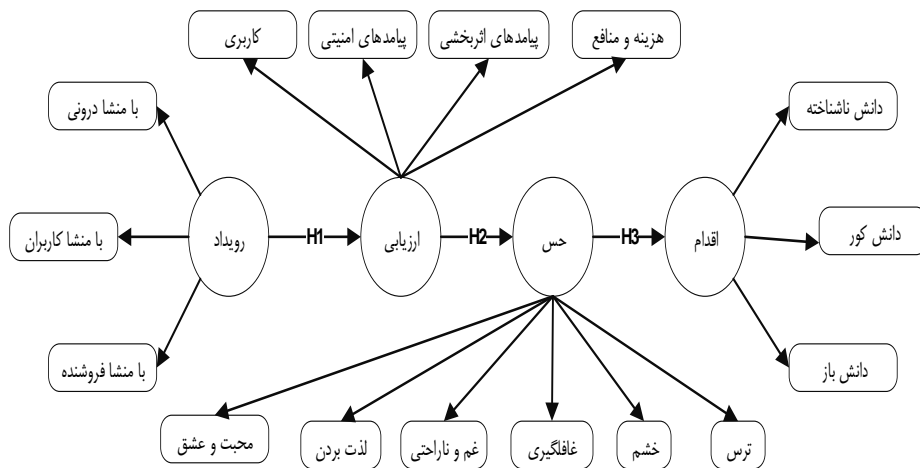 هزینه و منافع
پیامدهای اثربخشی
پیامدهای امنیتی
کاربری
با منشا درونی
دانش ناشناخته
با منشا کاربران
رویداد
H1
ارزیابی
H2
حس
H3
اقدام
دانش کور
با منشا فروشنده
دانش باز
محبت و عشق
لذت بردن
غم و ناراحتی
غافلگیری
خشم
ترس